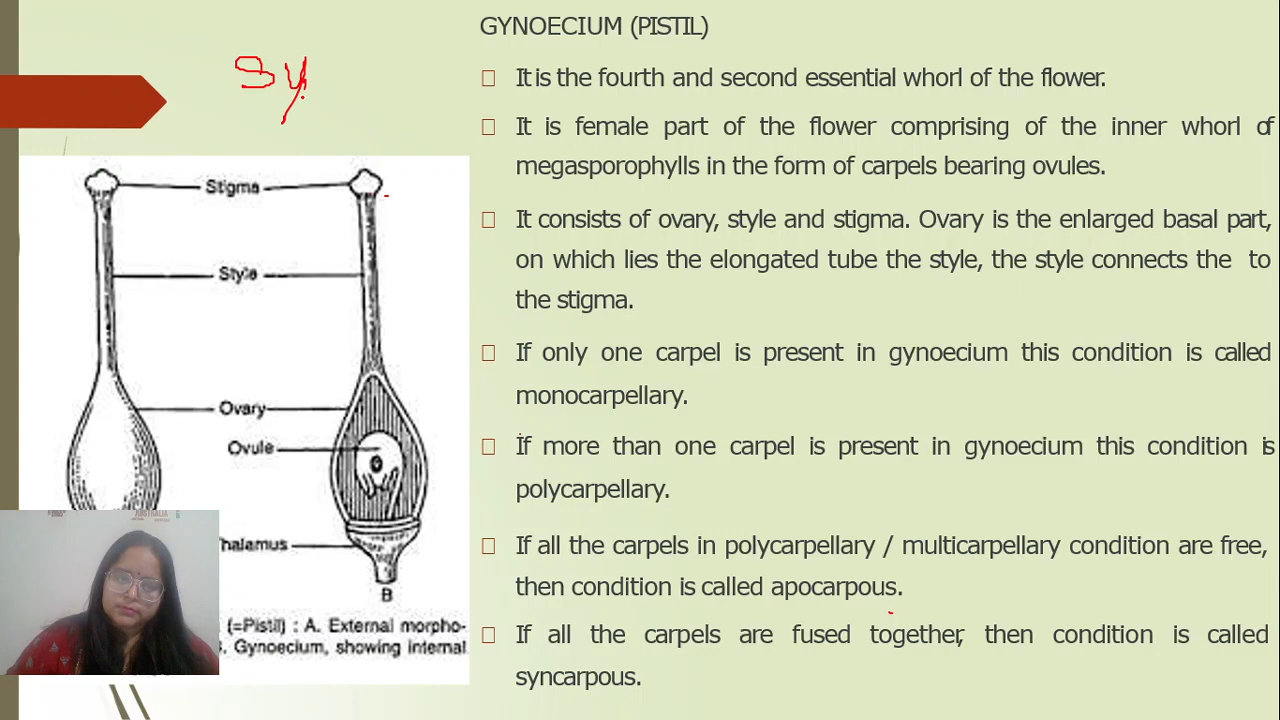 GYNOECIUM (PISTIL)
Sy
It is the fourth and second essential whorl of the flower.
It is female part of the flower comprising of the inner whorl of
megasporophylls in the form of carpels bearing ovules.
It consists of ovary, style and stigma. Ovary is the enlarged basal part,
on which lies the elongated tube the style, the style connects the to
the stigma.
If only one carpel is present in gynoecium this condition is called
monocarpellary.
If more than one carpel is present in gynoecium this condition is
polycarpellary.
If all the carpels in polycarpellary / multicarpellary condition are free,
then condition is called apocarpous.
If all the carpels are fused together, then condition is called
syncarpous.
Stigma
Style
Ovary
Ovule
halamus
B
(=Pistil) : A. External morpho-
. Gynoecium, showing internal
AUSTRALIA